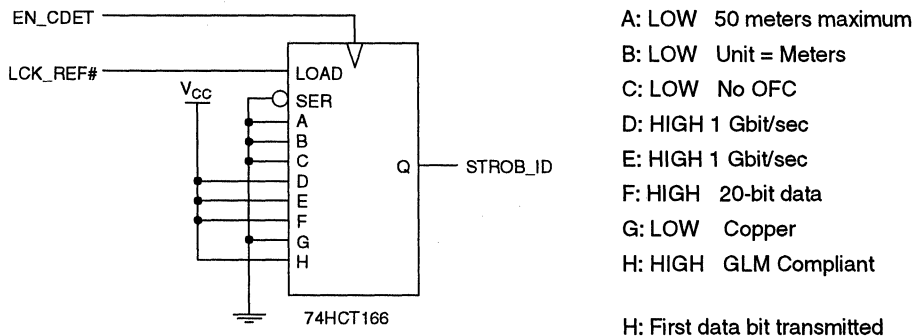 EN_CDET
LCK_REF#
VCC
LOAD
SER
A
B
C
D
E
F
G
H
Q
STROB_ID
74HCT166
A: LOW 50 meters maximum
B: LOW Unit = Meters
C: LOW No OFC
D: HIGH 1 Gbit/sec
E: HIGH 1 Gbit/sec
F: HIGH 20-bit data
G: LOW Copper
H: HIGH GLM Compliant
H: First data bit transmitted